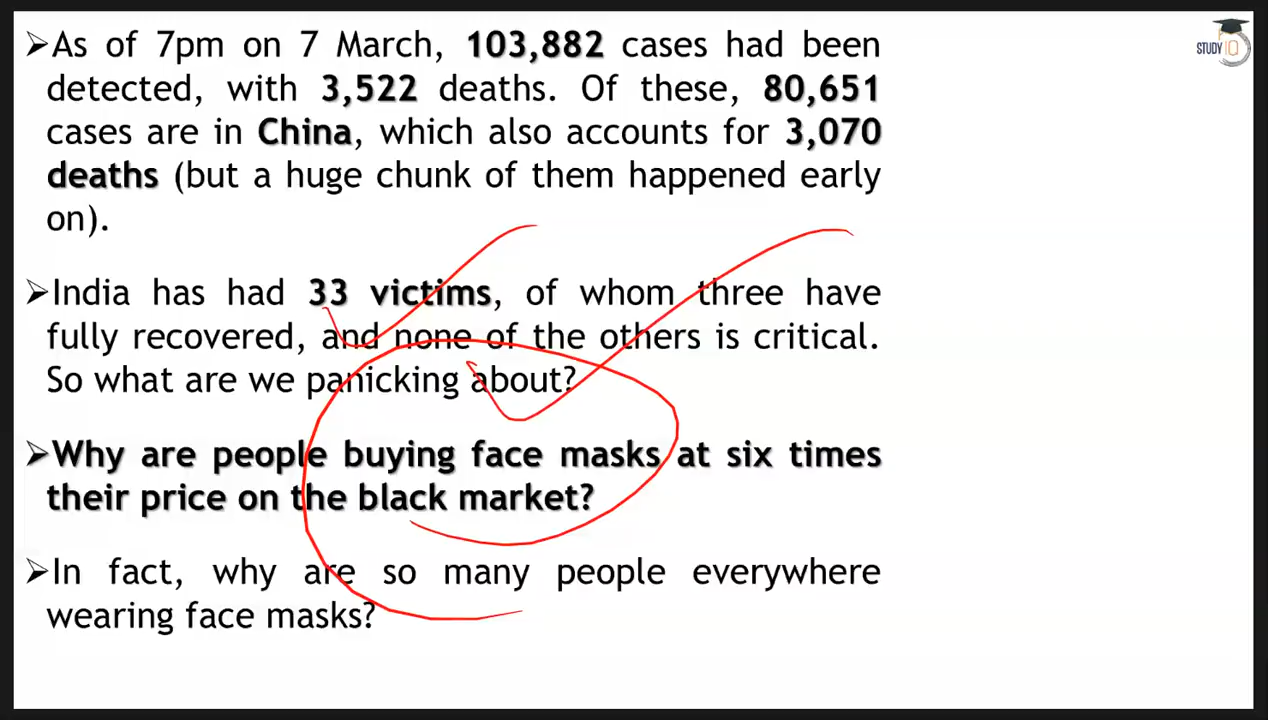 ➤As of 7pm on 7 March, 103,882 cases had been
detected, with 3,522 deaths. Of these, 80,651
cases are in China, which also accounts for 3,070
deaths (but a huge chunk of them happened early
on).
➤India has had 33 victims, of whom three have
fully recovered, and none of the others is critical.
So what are we panicking about?
➤Why are people buying face masks at six times
their price on the black market?
➤In fact, why are so many people everywhere
wearing face masks?
STUDY IQ